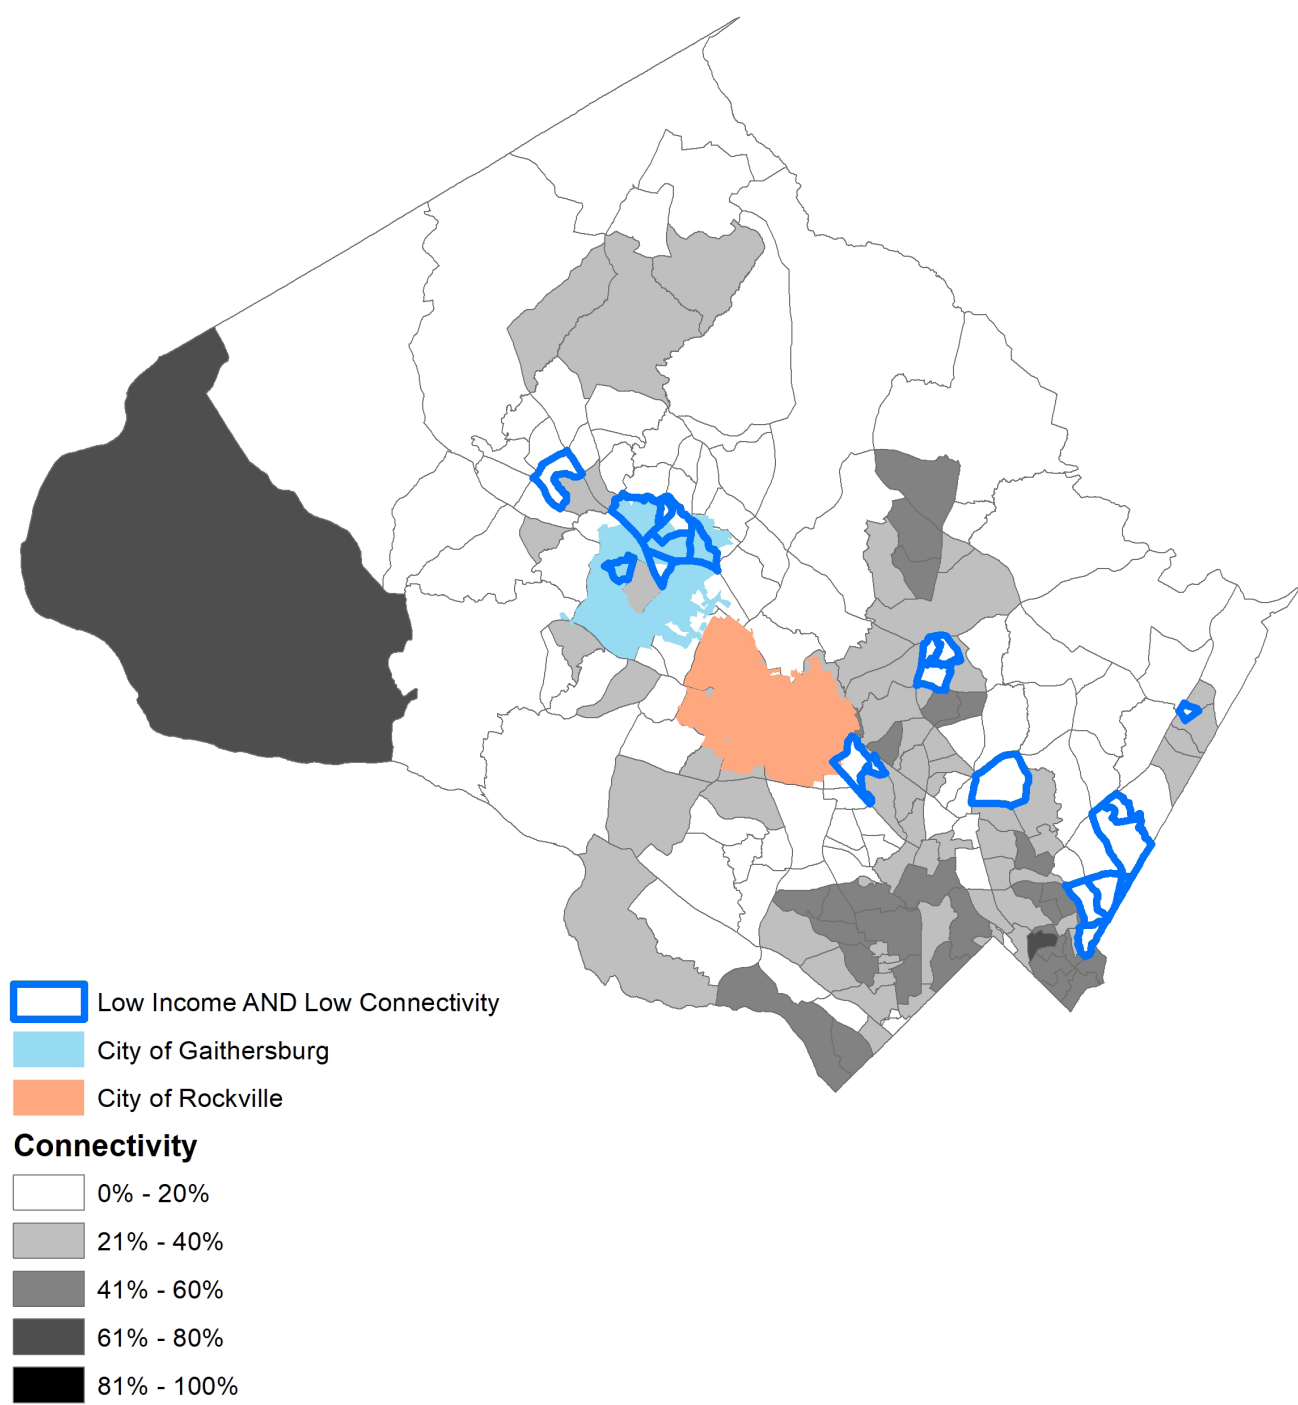 Low Income AND Low Connectivity
City of Gaithersburg
City of Rockville
Connectivity
0% - 20%
21% - 40%
41% - 60%
61% - 80%
81% - 100%